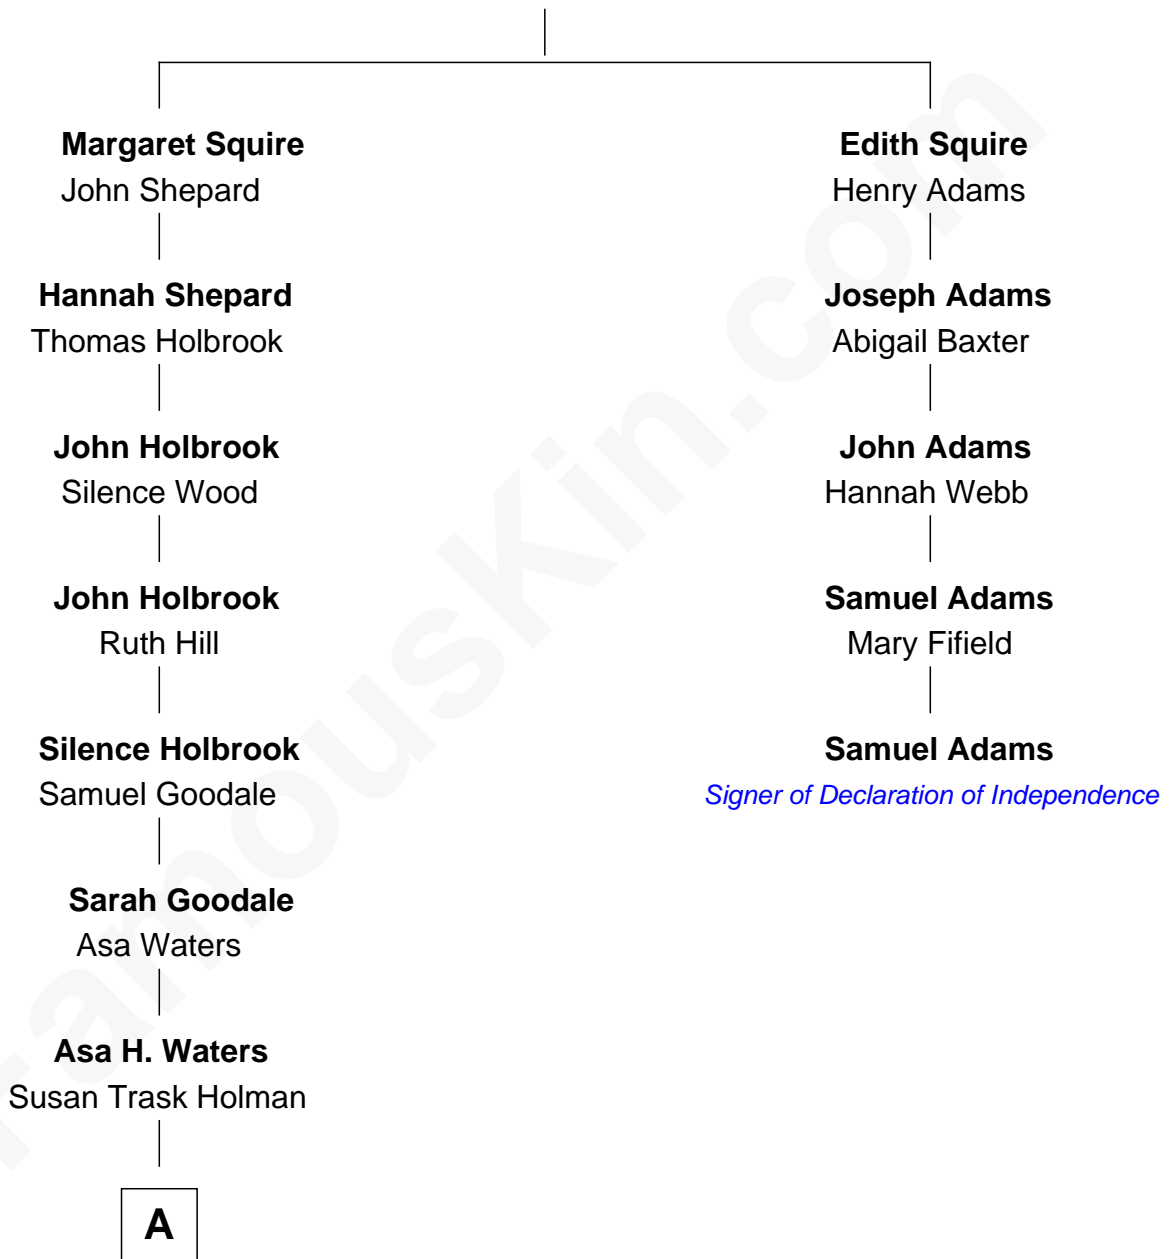 Margaret Squire
John Shepard
Edith Squire
Henry Adams
Hannah Shepard
Thomas Holbrook
Joseph Adams
Abigail Baxter
John Holbrook
Silence Wood
John Adams
Hannah Webb
John Holbrook
Ruth Hill
Samuel Adams
Mary Fifield
Silence Holbrook
Samuel Goodale
Samuel Adams
Signer of Declaration of Independence
Sarah Goodale
Asa Waters
Asa H. Waters
Susan Trask Holman
A
famouskin.com